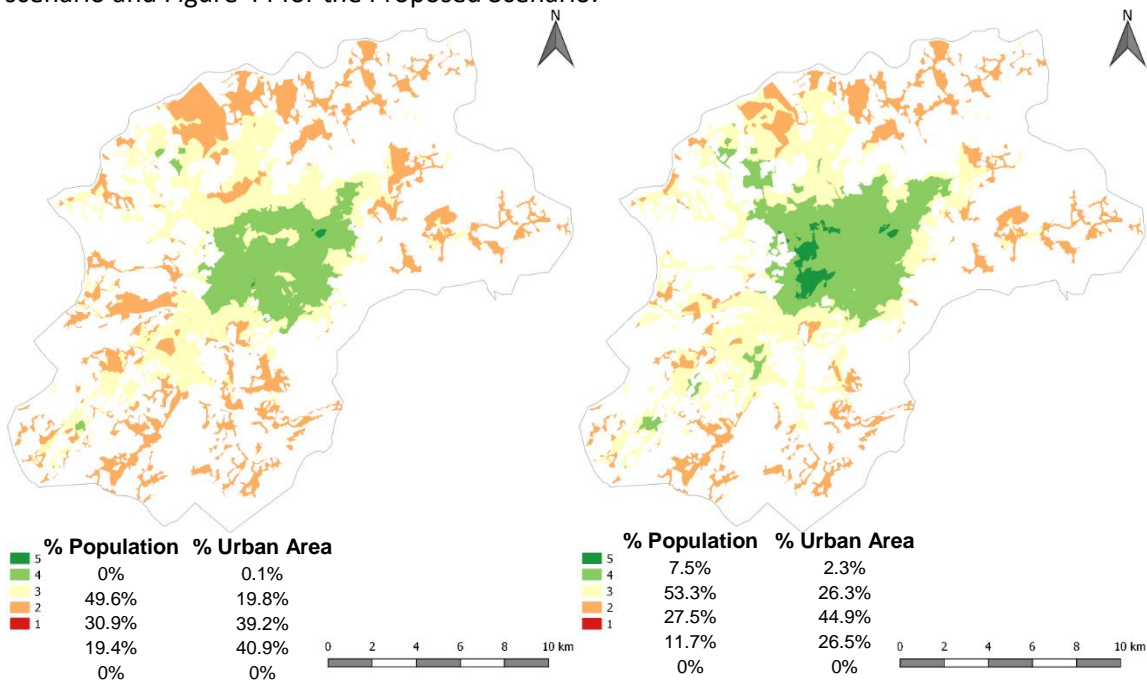 scenario and Figure 44 for the Proposed Scenario.
N
N
% Population % Urban Area
5 0% 0.1%
4 49.6% 19.8%
3 30.9% 39.2%
2 19.4% 40.9%
1 0% 0%
0 2 4 6 8 10 km
% Population % Urban Area
5 7.5% 2.3%
4 53.3% 26.3%
3 27.5% 44.9%
2 11.7% 26.5%
1 0% 0%
0 2 4 6 8 10 km